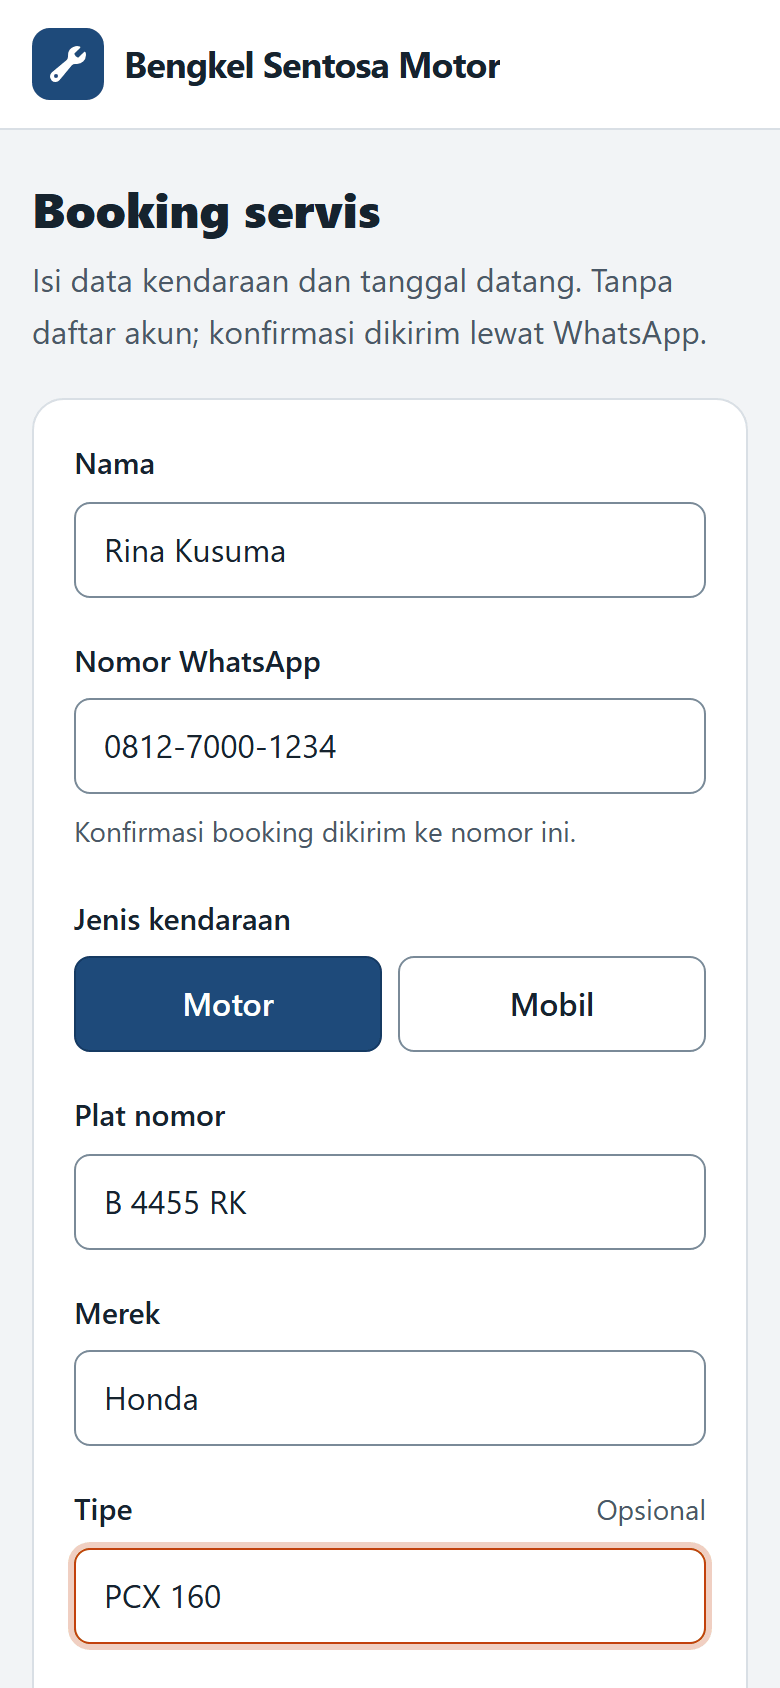 Bengkel Sentosa Motor
Booking servis
Isi data kendaraan dan tanggal datang. Tanpa
daftar akun; konfirmasi dikirim lewat WhatsApp.
Nama
Rina Kusuma
Nomor WhatsApp
0812-7000-1234
Konfirmasi booking dikirim ke nomor ini.
Jenis kendaraan
Motor Mobil
Plat nomor
B 4455 RK
Merek
Honda
Tipe Opsional
PCX 160